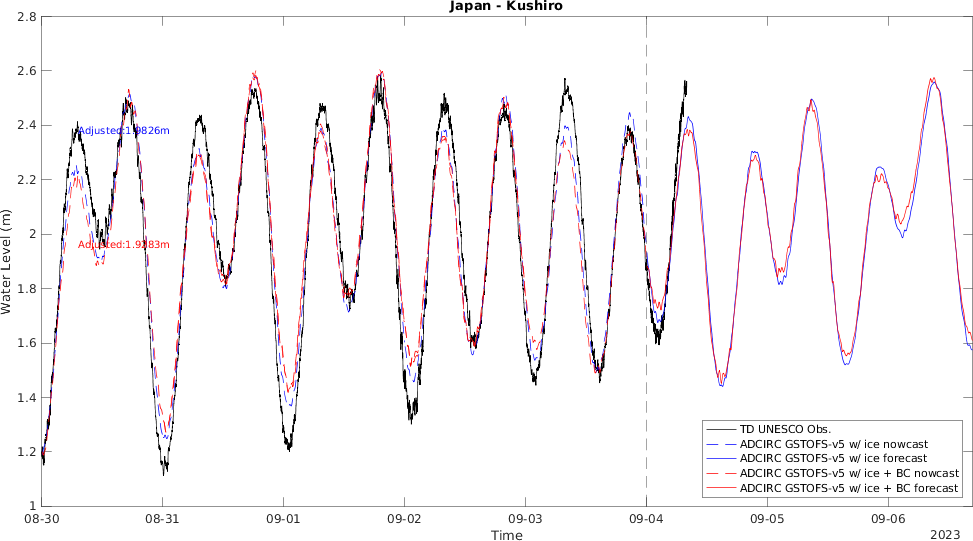 Japan - Kushiro
Water Level (m)
2.8
2.6
2.4
2.2
2
1.8
1.6
1.4
1.2
1
Adjusted:1.9826m
Adjusted:1.9283m
TD UNESCO Obs.
ADCIRC GSTOFS-v5 w/ ice nowcast
ADCIRC GSTOFS-v5 w/ ice forecast
ADCIRC GSTOFS-v5 w/ ice + BC nowcast
ADCIRC GSTOFS-v5 w/ ice + BC forecast
08-30 08-31 09-01 09-02 09-03 09-04 09-05 09-06
Time
2023